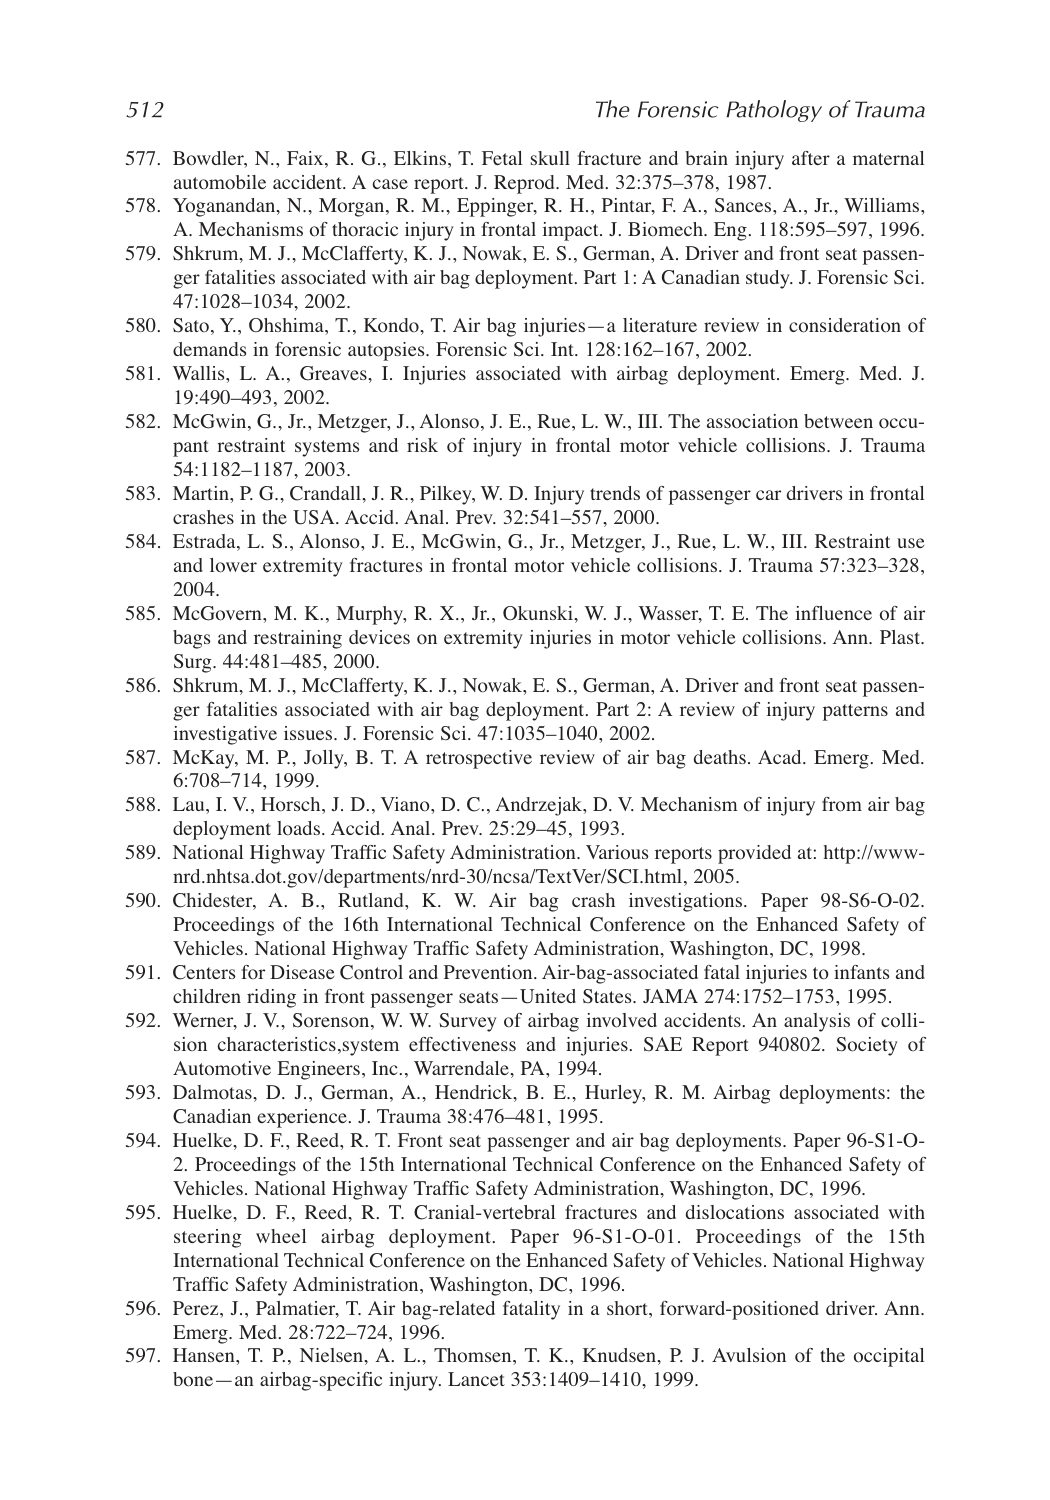 512 The Forensic Pathology of Trauma
577. Bowdler, N., Faix, R. G., Elkins, T. Fetal skull fracture and brain injury after a maternal
automobile accident. A case report. J. Reprod. Med. 32:375–378, 1987.
578. Yoganandan, N., Morgan, R. M., Eppinger, R. H., Pintar, F. A., Sances, A., Jr., Williams,
A. Mechanisms of thoracic injury in frontal impact. J. Biomech. Eng. 118:595–597, 1996.
579. Shkrum, M. J., McClafferty, K. J., Nowak, E. S., German, A. Driver and front seat passen-
ger fatalities associated with air bag deployment. Part 1: A Canadian study. J. Forensic Sci.
47:1028–1034, 2002.
580. Sato, Y., Ohshima, T., Kondo, T. Air bag injuries—a literature review in consideration of
demands in forensic autopsies. Forensic Sci. Int. 128:162–167, 2002.
581. Wallis, L. A., Greaves, I. Injuries associated with airbag deployment. Emerg. Med. J.
19:490–493, 2002.
582. McGwin, G., Jr., Metzger, J., Alonso, J. E., Rue, L. W., III. The association between occu-
pant restraint systems and risk of injury in frontal motor vehicle collisions. J. Trauma
54:1182–1187, 2003.
583. Martin, P. G., Crandall, J. R., Pilkey, W. D. Injury trends of passenger car drivers in frontal
crashes in the USA. Accid. Anal. Prev. 32:541–557, 2000.
584. Estrada, L. S., Alonso, J. E., McGwin, G., Jr., Metzger, J., Rue, L. W., III. Restraint use
and lower extremity fractures in frontal motor vehicle collisions. J. Trauma 57:323–328,
2004.
585. McGovern, M. K., Murphy, R. X., Jr., Okunski, W. J., Wasser, T. E. The influence of air
bags and restraining devices on extremity injuries in motor vehicle collisions. Ann. Plast.
Surg. 44:481–485, 2000.
586. Shkrum, M. J., McClafferty, K. J., Nowak, E. S., German, A. Driver and front seat passen-
ger fatalities associated with air bag deployment. Part 2: A review of injury patterns and
investigative issues. J. Forensic Sci. 47:1035–1040, 2002.
587. McKay, M. P., Jolly, B. T. A retrospective review of air bag deaths. Acad. Emerg. Med.
6:708–714, 1999.
588. Lau, I. V., Horsch, J. D., Viano, D. C., Andrzejak, D. V. Mechanism of injury from air bag
deployment loads. Accid. Anal. Prev. 25:29–45, 1993.
589. National Highway Traffic Safety Administration. Various reports provided at: http://www-
nrd.nhtsa.dot.gov/departments/nrd-30/ncsa/TextVer/SCI.html, 2005.
590. Chidester, A. B., Rutland, K. W. Air bag crash investigations. Paper 98-S6-O-02.
Proceedings of the 16th International Technical Conference on the Enhanced Safety of
Vehicles. National Highway Traffic Safety Administration, Washington, DC, 1998.
591. Centers for Disease Control and Prevention. Air-bag-associated fatal injuries to infants and
children riding in front passenger seats—United States. JAMA 274:1752–1753, 1995.
592. Werner, J. V., Sorenson, W. W. Survey of airbag involved accidents. An analysis of colli-
sion characteristics,system effectiveness and injuries. SAE Report 940802. Society of
Automotive Engineers, Inc., Warrendale, PA, 1994.
593. Dalmotas, D. J., German, A., Hendrick, B. E., Hurley, R. M. Airbag deployments: the
Canadian experience. J. Trauma 38:476–481, 1995.
594. Huelke, D. F., Reed, R. T. Front seat passenger and air bag deployments. Paper 96-S1-O-
2. Proceedings of the 15th International Technical Conference on the Enhanced Safety of
Vehicles. National Highway Traffic Safety Administration, Washington, DC, 1996.
595. Huelke, D. F., Reed, R. T. Cranial-vertebral fractures and dislocations associated with
steering wheel airbag deployment. Paper 96-S1-O-01. Proceedings of the 15th
International Technical Conference on the Enhanced Safety of Vehicles. National Highway
Traffic Safety Administration, Washington, DC, 1996.
596. Perez, J., Palmatier, T. Air bag-related fatality in a short, forward-positioned driver. Ann.
Emerg. Med. 28:722–724, 1996.
597. Hansen, T. P., Nielsen, A. L., Thomsen, T. K., Knudsen, P. J. Avulsion of the occipital
bone—an airbag-specific injury. Lancet 353:1409–1410, 1999.